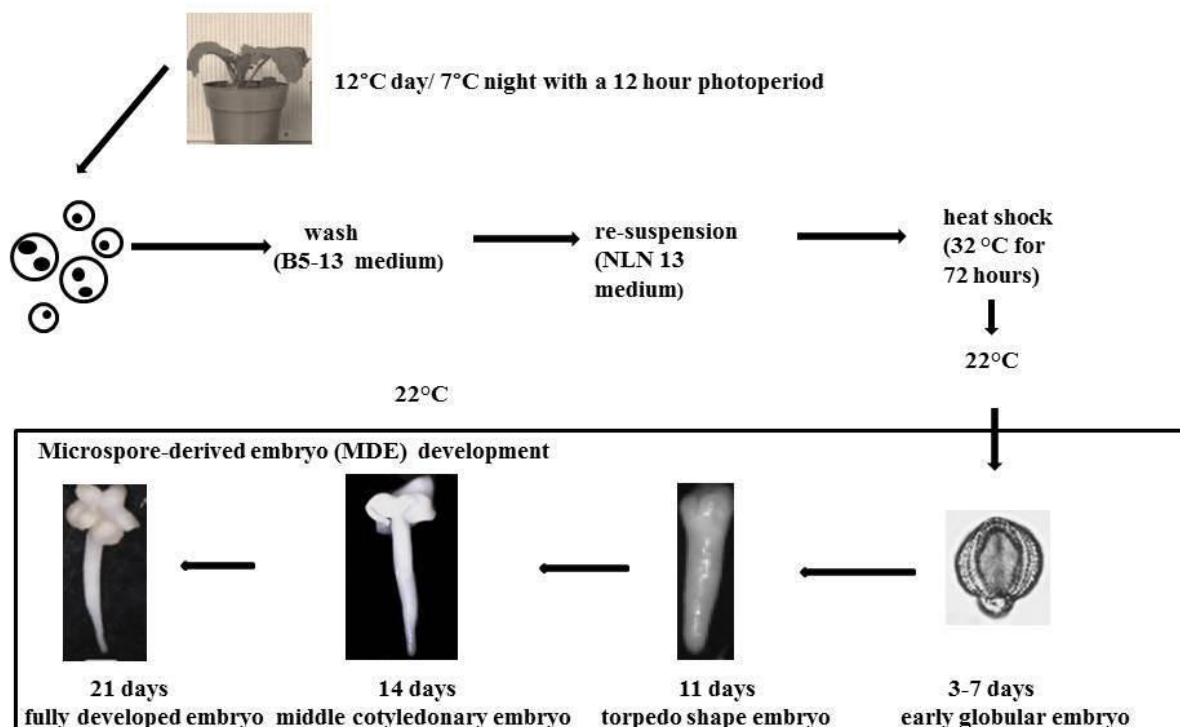 12°C day/ 7°C night with a 12 hour photoperiod
wash
(B5-13 medium)
re-suspension
(NLN 13
medium)
heat shock
(32 °C for
72 hours)
22°C
22°C
Microspore-derived embryo (MDE) development
21 days
fully developed embryo
14 days
middle cotyledonary embryo
11 days
torpedo shape embryo
3-7 days
early globular embryo